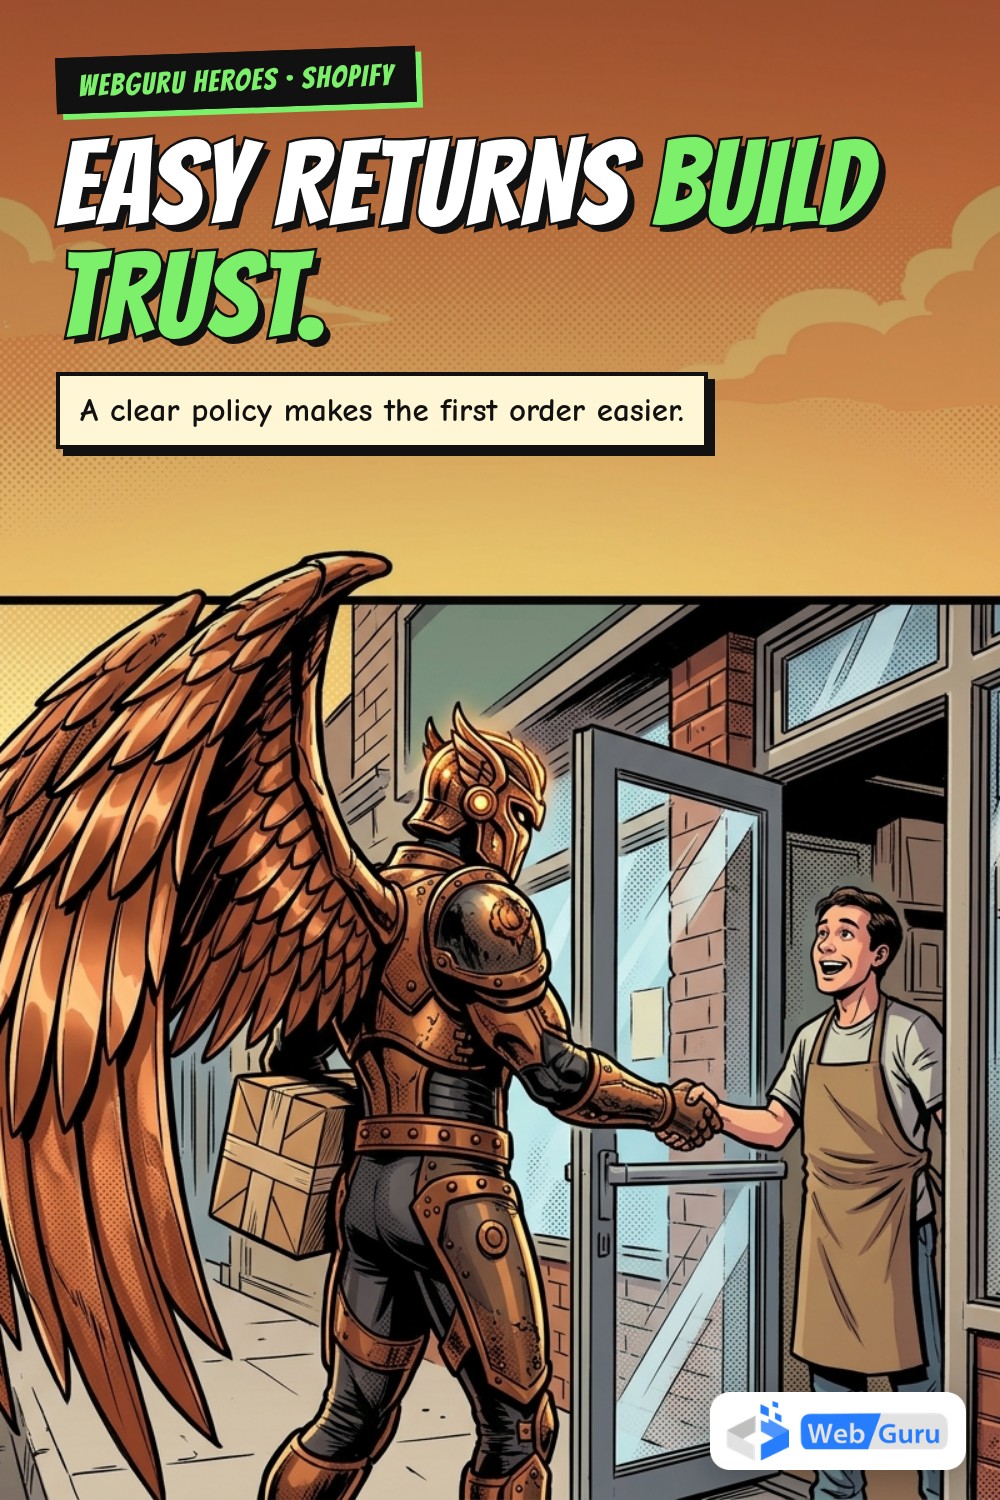 WEBGURU HEROES · SHOPIFY
EASY RETURNS BUILD
TRUST.
A clear policy makes the first order easier.
Web Guru